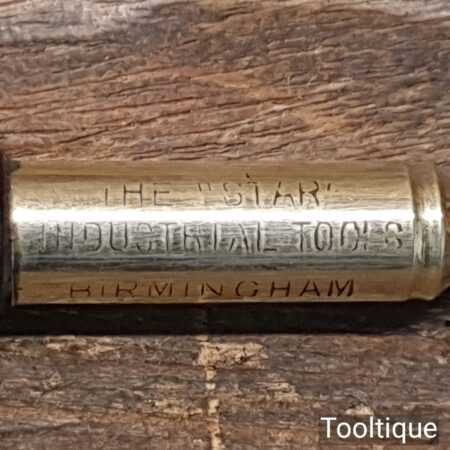 THE "STAR"
INDUSTRIAL TOOLS
BIRMINGHAM
Tooltique